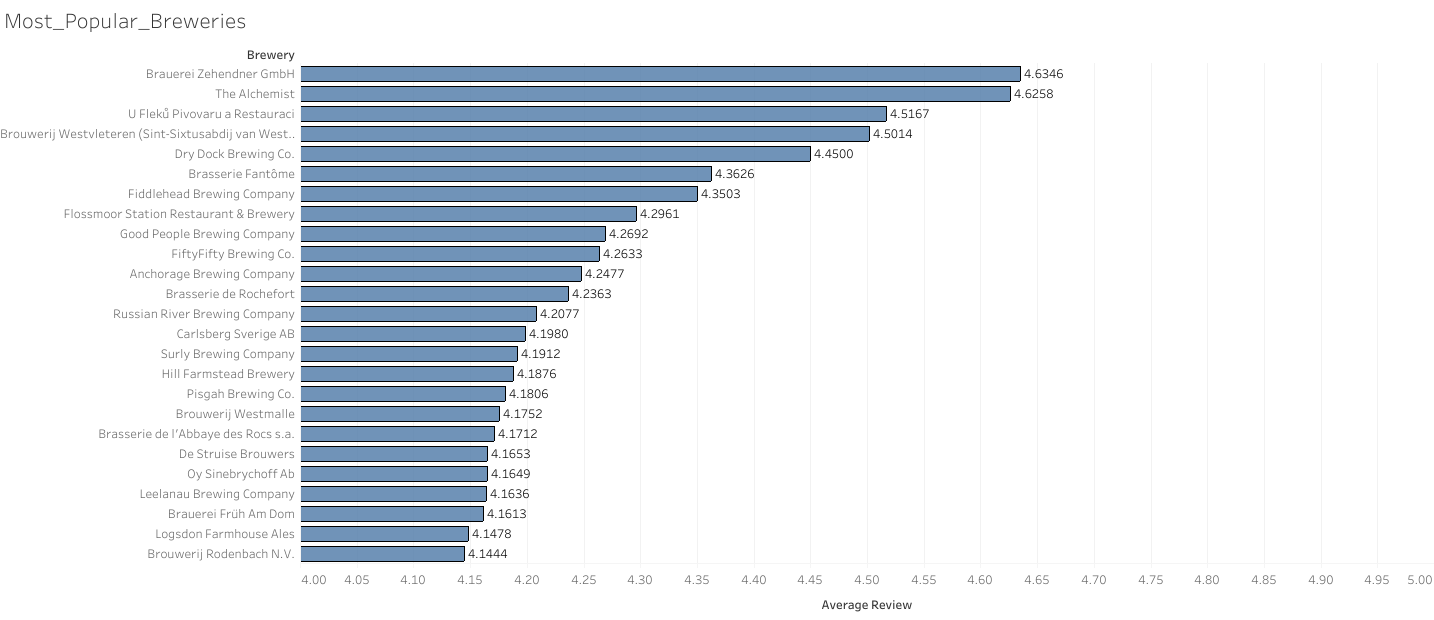 Most_Popular_Breweries
Brewery
Brauerei Zehendner GmbH 4.6346
The Alchemist 4.6258
U Fleků Pivovaru a Restauraci 4.5167
Brouwerij Westvleteren (Sint-Sixtusabdij van West.. 4.5014
Dry Dock Brewing Co. 4.4500
Brasserie Fantôme 4.3626
Fiddlehead Brewing Company 4.3503
Flossmoor Station Restaurant & Brewery 4.2961
Good People Brewing Company 4.2692
FiftyFifty Brewing Co. 4.2633
Anchorage Brewing Company 4.2477
Brasserie de Rochefort 4.2363
Russian River Brewing Company 4.2077
Carlsberg Sverige AB 4.1980
Surly Brewing Company 4.1912
Hill Farmstead Brewery 4.1876
Pisgah Brewing Co. 4.1806
Brouwerij Westmalle 4.1752
Brasserie de l'Abbaye des Rocs s.a. 4.1712
De Struise Brouwers 4.1653
Oy Sinebrychoff Ab 4.1649
Leelanau Brewing Company 4.1636
Brauerei Früh Am Dom 4.1613
Logsdon Farmhouse Ales 4.1478
Brouwerij Rodenbach N.V. 4.1444
4.00 4.05 4.10 4.15 4.20 4.25 4.30 4.35 4.40 4.45 4.50 4.55 4.60 4.65 4.70 4.75 4.80 4.85 4.90 4.95 5.00
Average Review